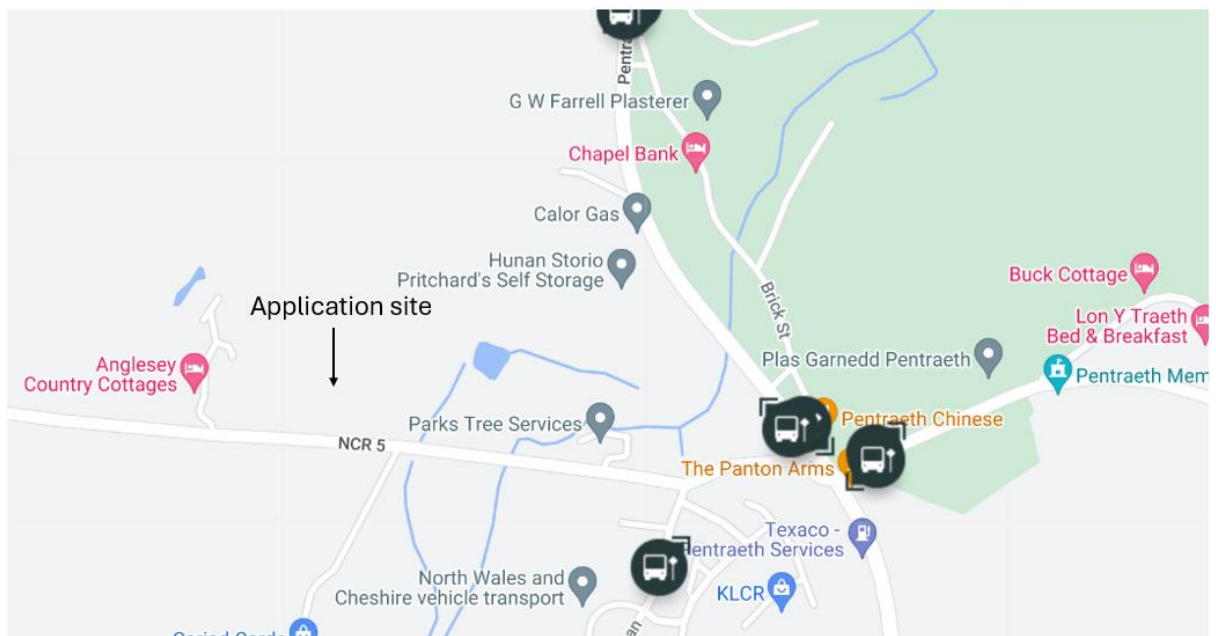 Pentra
G W Farrell Plasterer
Chapel Bank
Calor Gas
Hunan Storio
Pritchard's Self Storage
Buck Cottage
Application site
Brick St
Lon Y Traeth
Bed & Breakfast
Anglesey
Country Cottages
Plas Garnedd Pentraeth
Pentraeth Mem
Parks Tree Services
Pentraeth Chinese
NCR 5
The Panton Arms
Texaco -
entraeth Services
North Wales and
Cheshire vehicle transport
KLCR
an